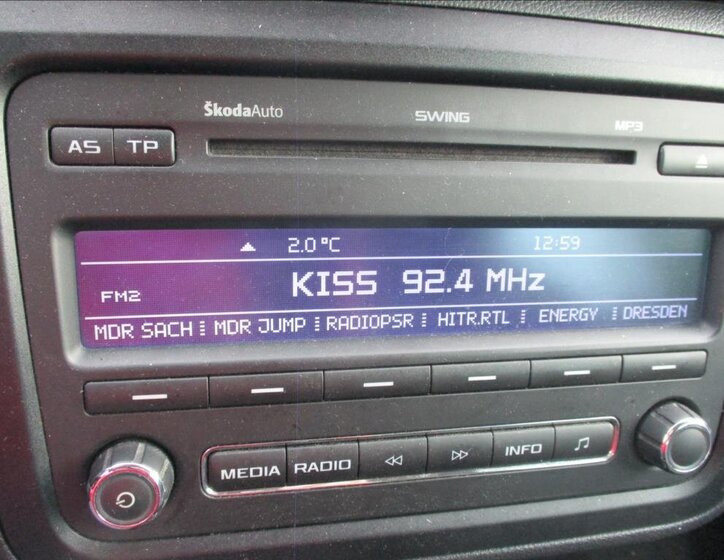 ŠkodaAuto SWING MP3
AS TP
2.0 °C 12:59
KISS 92.4 MHz
FM2
MDR SACH MDR JUMP RADIOPSR HITR.RTL ENERGY DRESDEN
MEDIA RADIO INFO